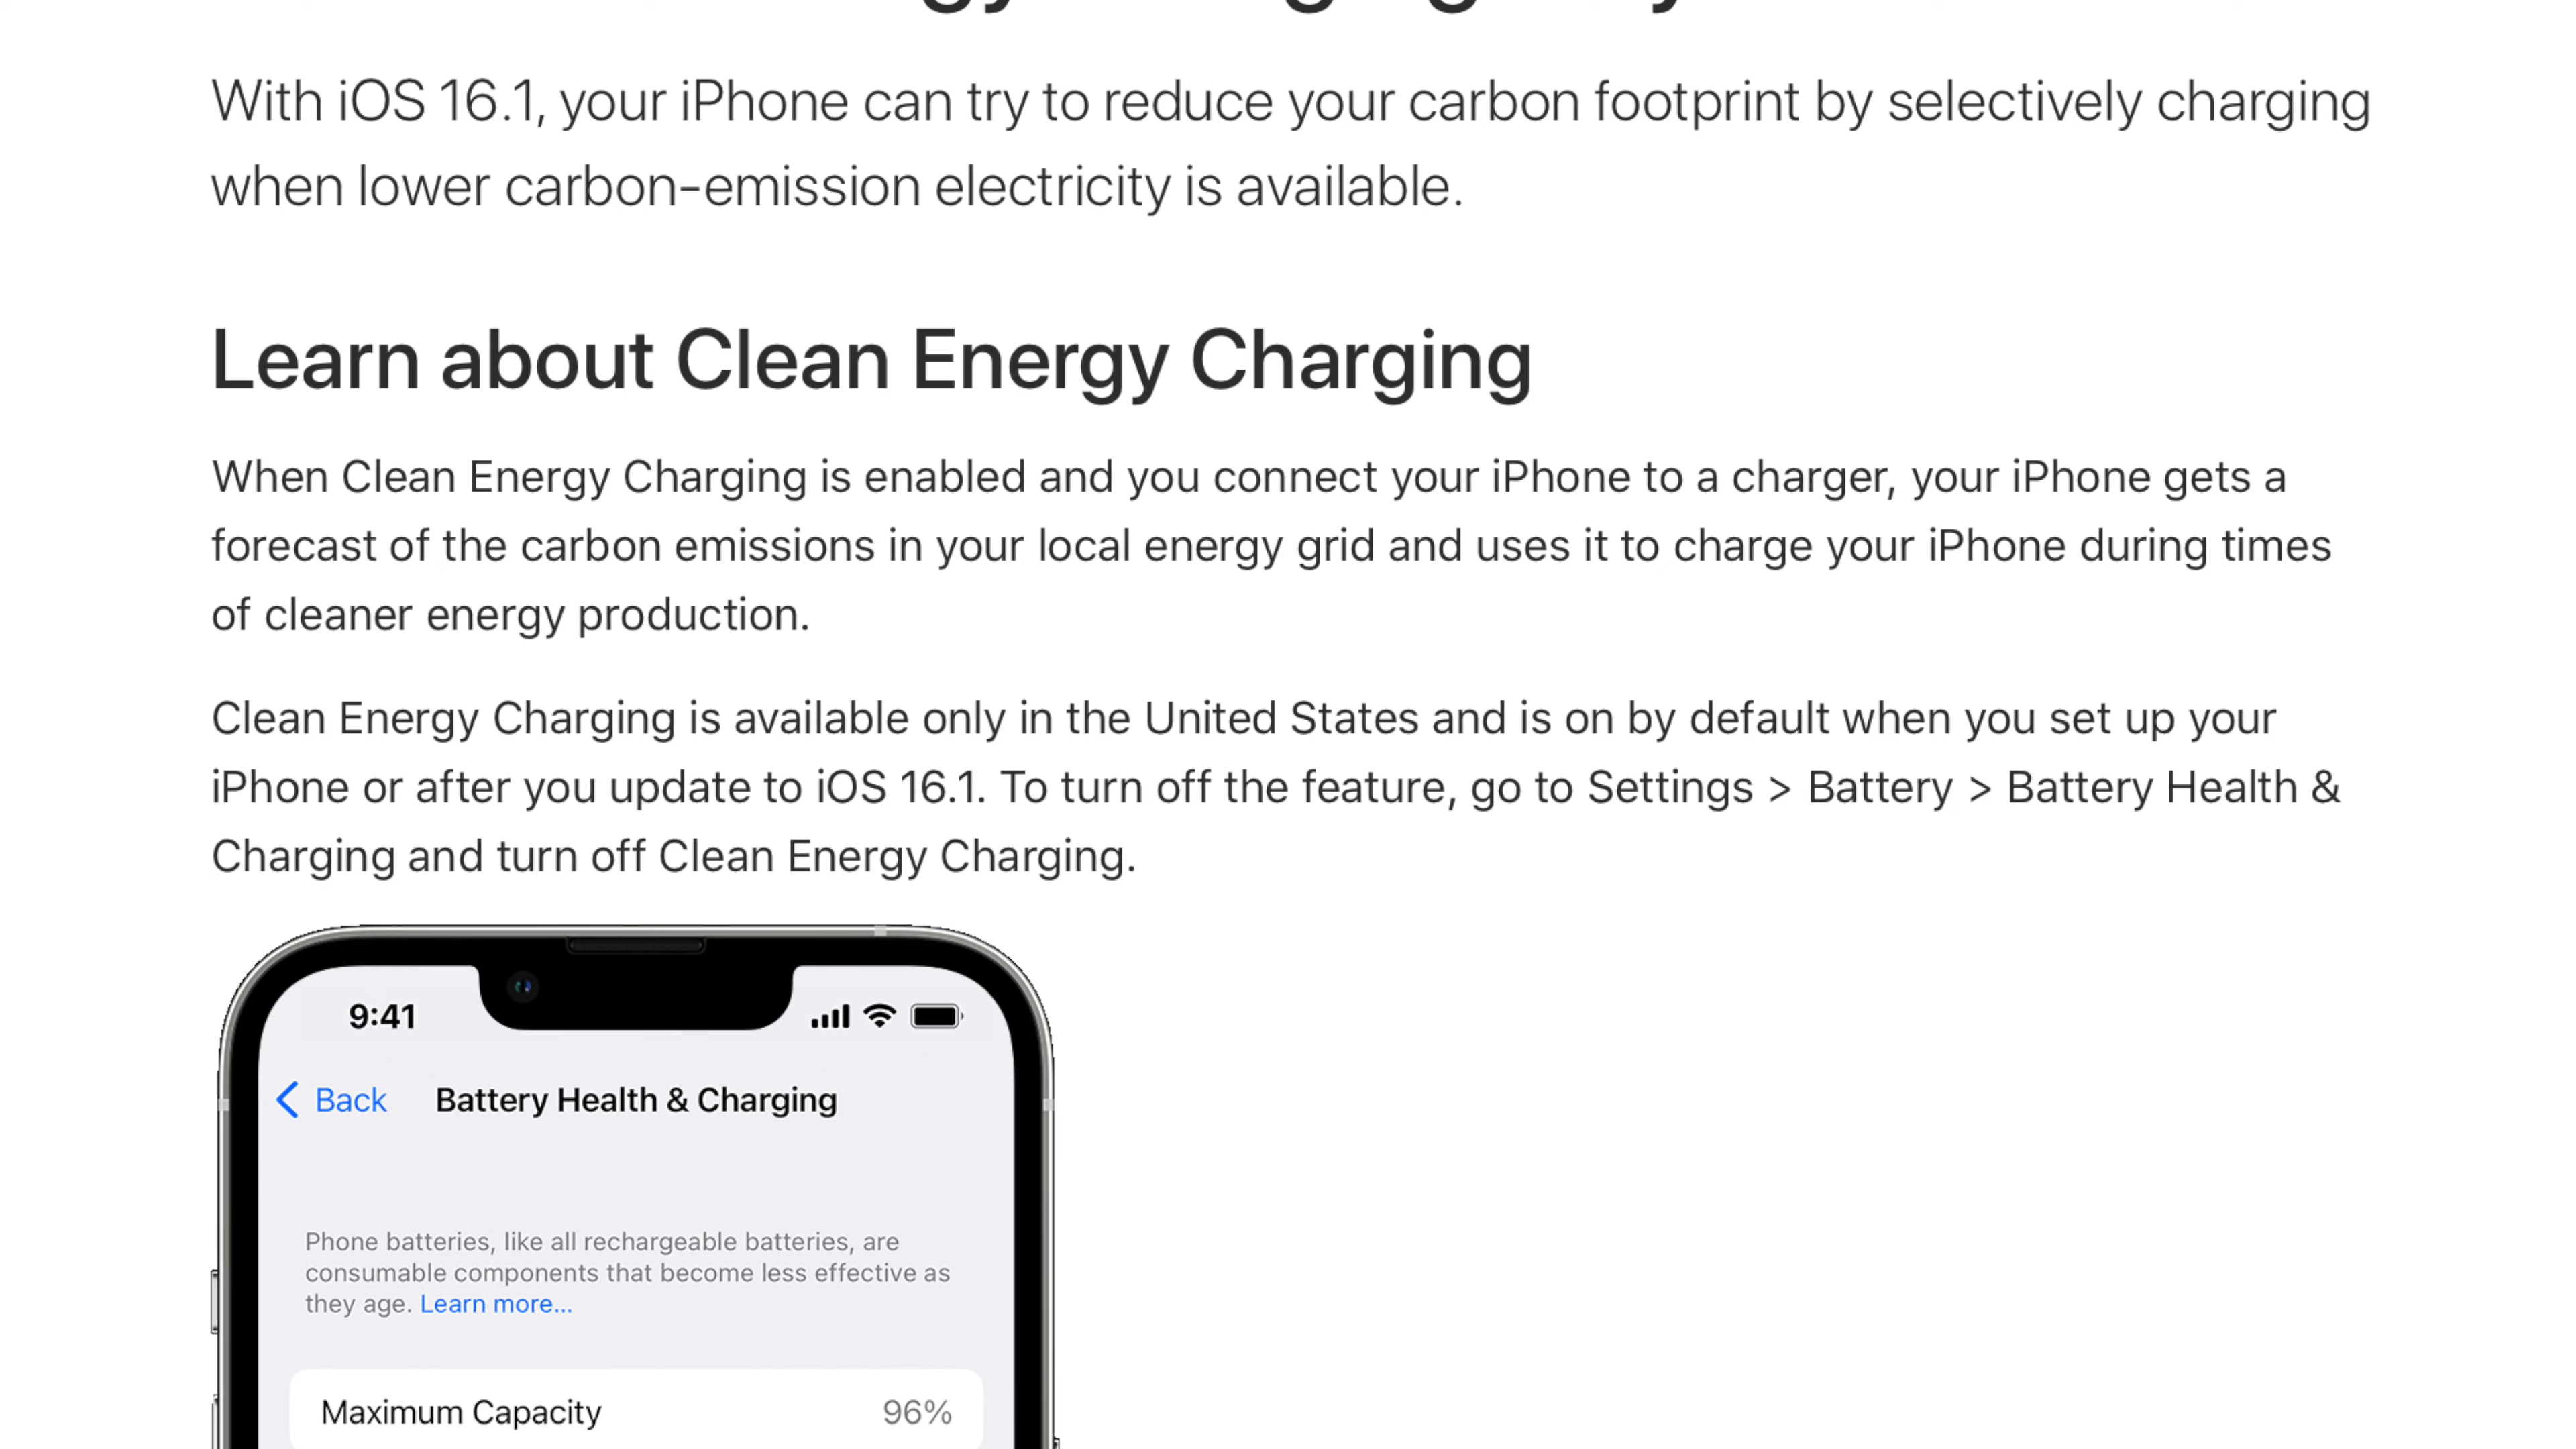 With iOS 16.1, your iPhone can try to reduce your carbon footprint by selectively charging
when lower carbon-emission electricity is available.
Learn about Clean Energy Charging
When Clean Energy Charging is enabled and you connect your iPhone to a charger, your iPhone gets a
forecast of the carbon emissions in your local energy grid and uses it to charge your iPhone during times
of cleaner energy production.
Clean Energy Charging is available only in the United States and is on by default when you set up your
iPhone or after you update to iOS 16.1. To turn off the feature, go to Settings > Battery > Battery Health &
Charging and turn off Clean Energy Charging.
9:41
Back Battery Health & Charging
Phone batteries, like all rechargeable batteries, are
consumable components that become less effective as
they age. Learn more...
Maximum Capacity 96%